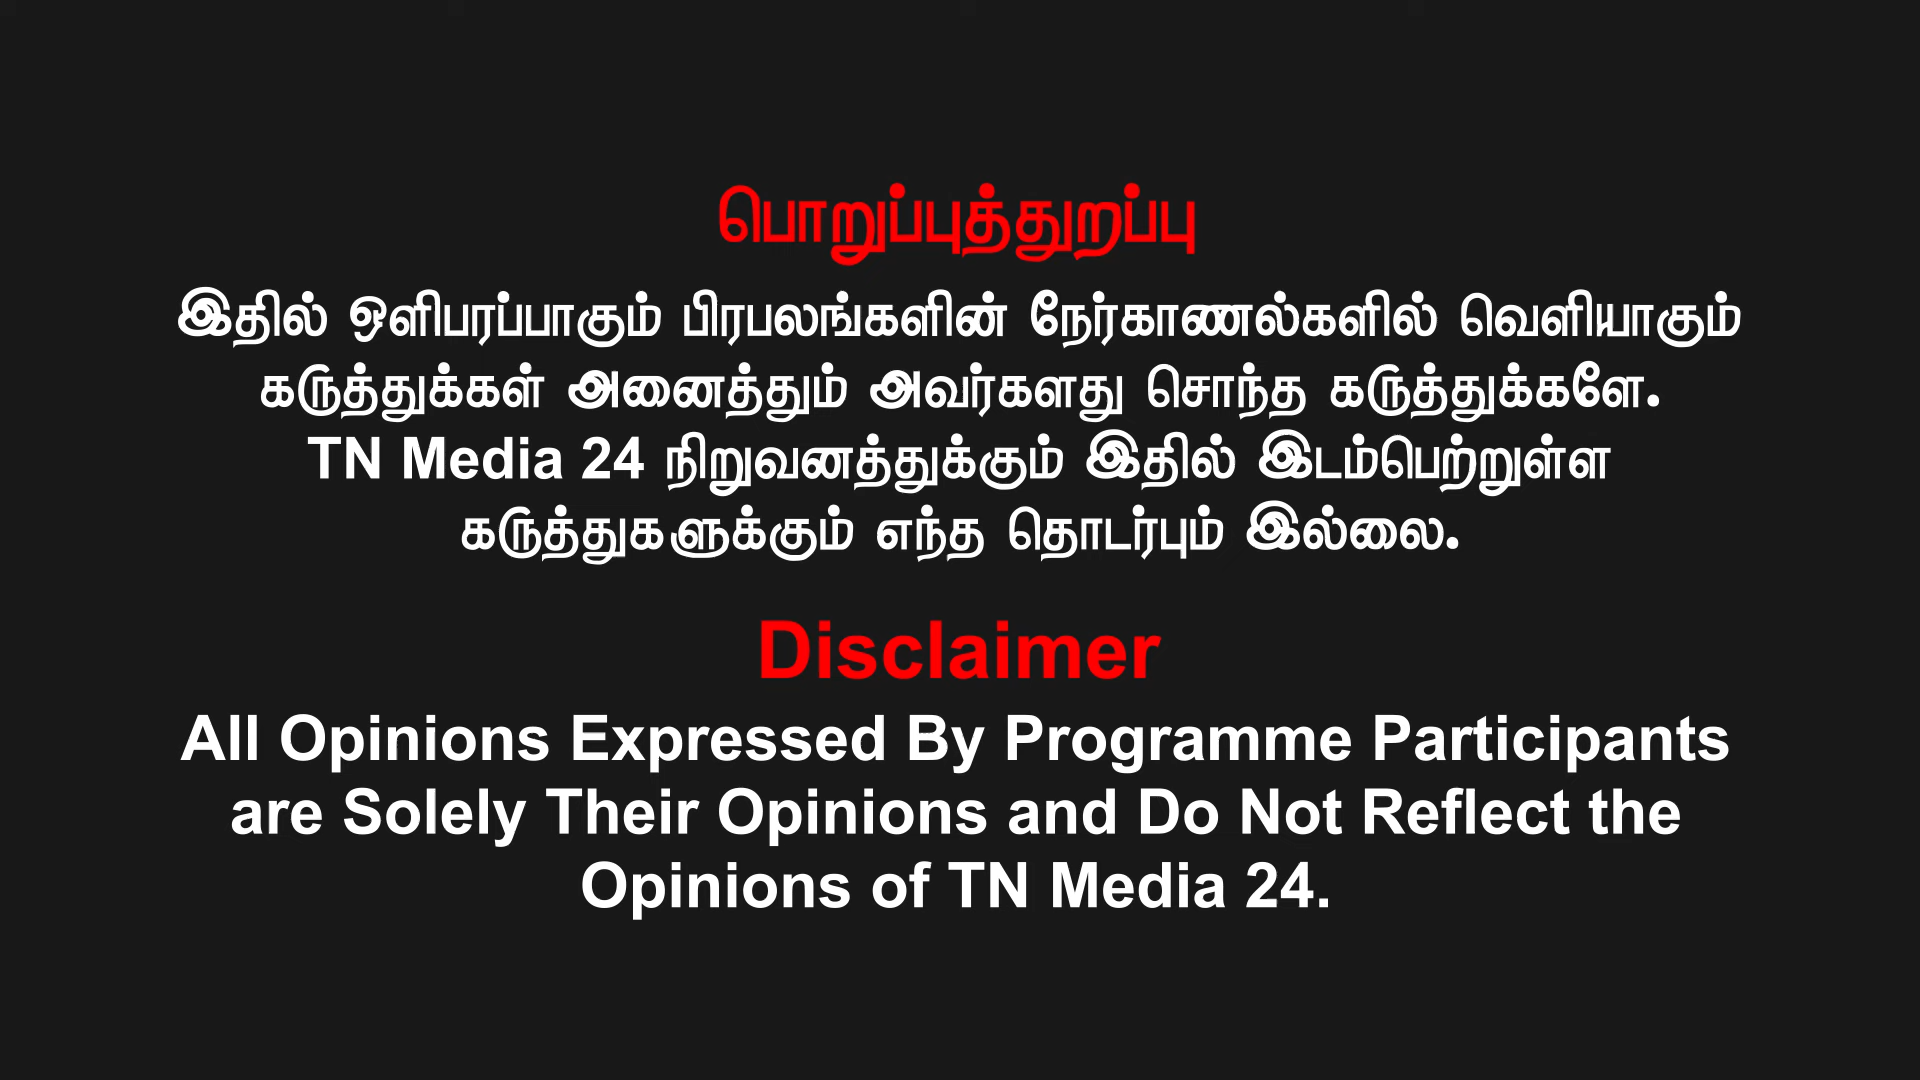 பொறுப்புத்துறப்பு
இதில் ஒளிபரப்பாகும் பிரபலங்களின் நேர்காணல்களில் வெளியாகும்
கருத்துக்கள் அனைத்தும் அவர்களது சொந்த கருத்துக்களே.
TN Media 24 நிறுவனத்துக்கும் இதில் இடம்பெற்றுள்ள
கருத்துகளுக்கும் எந்த தொடர்பும் இல்லை.
Disclaimer
All Opinions Expressed By Programme Participants
are Solely Their Opinions and Do Not Reflect the
Opinions of TN Media 24.